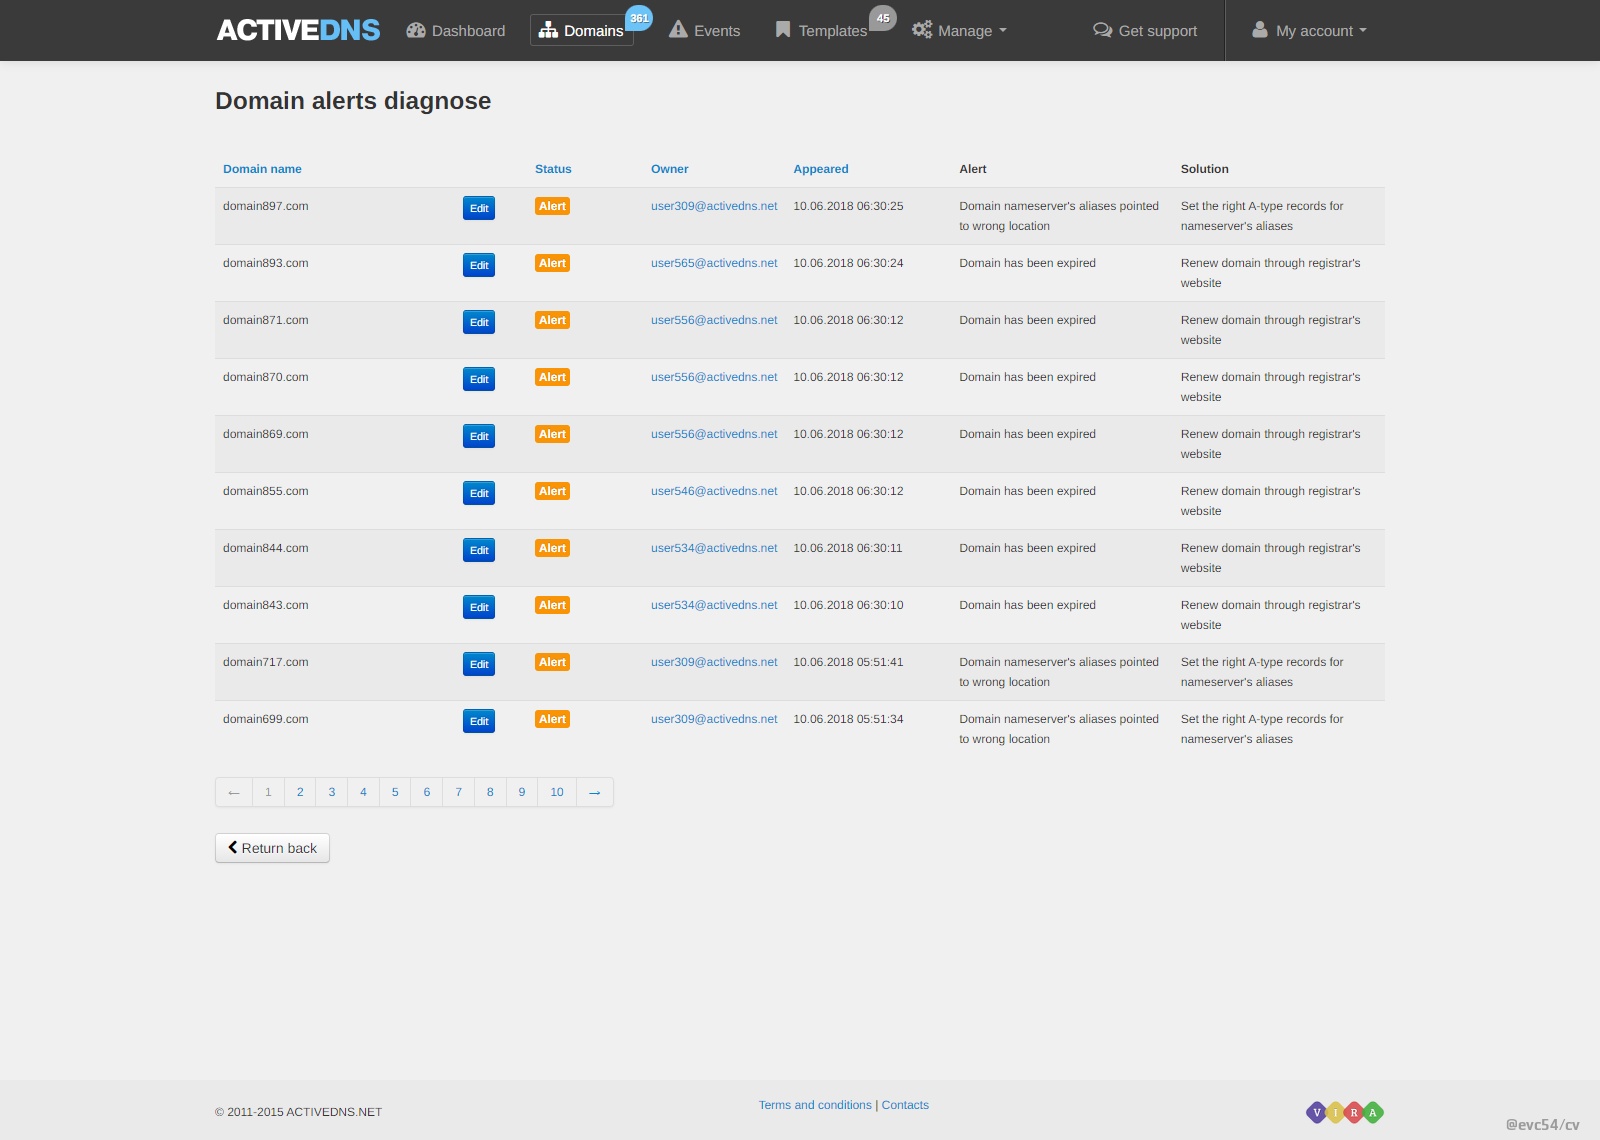 ACTIVEDNS Dashboard Domains 361 Events Templates 45 Manage Get support My account
Domain alerts diagnose
Domain name Status Owner Appeared Alert Solution
domain897.com Edit Alert user309@activedns.net 10.06.2018 06:30:25 Domain nameserver's aliases pointed Set the right A-type records for
to wrong location nameserver's aliases
domain893.com Edit Alert user565@activedns.net 10.06.2018 06:30:24 Domain has been expired Renew domain through registrar's
website
domain871.com Edit Alert user556@activedns.net 10.06.2018 06:30:12 Domain has been expired Renew domain through registrar's
website
domain870.com Edit Alert user556@activedns.net 10.06.2018 06:30:12 Domain has been expired Renew domain through registrar's
website
domain869.com Edit Alert user556@activedns.net 10.06.2018 06:30:12 Domain has been expired Renew domain through registrar's
website
domain855.com Edit Alert user546@activedns.net 10.06.2018 06:30:12 Domain has been expired Renew domain through registrar's
website
domain844.com Edit Alert user534@activedns.net 10.06.2018 06:30:11 Domain has been expired Renew domain through registrar's
website
domain843.com Edit Alert user534@activedns.net 10.06.2018 06:30:10 Domain has been expired Renew domain through registrar's
website
domain717.com Edit Alert user309@activedns.net 10.06.2018 05:51:41 Domain nameserver's aliases pointed Set the right A-type records for
to wrong location nameserver's aliases
domain699.com Edit Alert user309@activedns.net 10.06.2018 05:51:34 Domain nameserver's aliases pointed Set the right A-type records for
to wrong location nameserver's aliases
← 1 2 3 4 5 6 7 8 9 10 →
Return back
© 2011-2015 ACTIVEDNS.NET Terms and conditions | Contacts VIRA
@evc54/cv